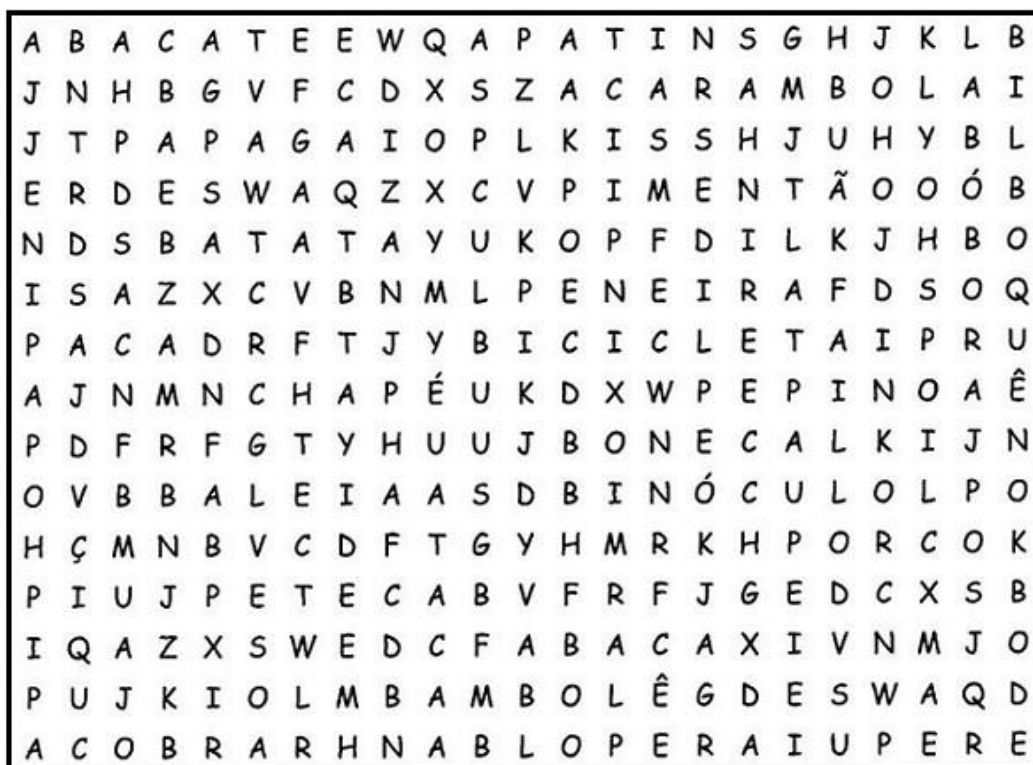 A B A C A T E E W Q A P A T I N S G H J K L B
J N H B G V F C D X S Z A C A R A M B O L A I
J T P A P A G A I O P L K I S S H J U H Y B L
E R D E S W A Q Z X C V P I M E N T Ã O O Ó B
N D S B A T A T A Y U K O P F D I L K J H B O
I S A Z X C V B N M L P E N E I R A F D S O Q
P A C A D R F T J Y B I C I C L E T A I P R U
A J N M N C H A P É U K D X W P E P I N O A Ê
P D F R F G T Y H U U J B O N E C A L K I J N
O V B B A L E I A A S D B I N Ó C U L O L P O
H Ç M N B V C D F T G Y H M R K H P O R C O K
P I U J P E T E C A B V F R F J G E D C X S B
I Q A Z X S W E D C F A B A C A X I V N M J O
P U J K I O L M B A M B O L Ê G D E S W A Q D
A C O B R A R H N A B L O P E R A I U P E R E